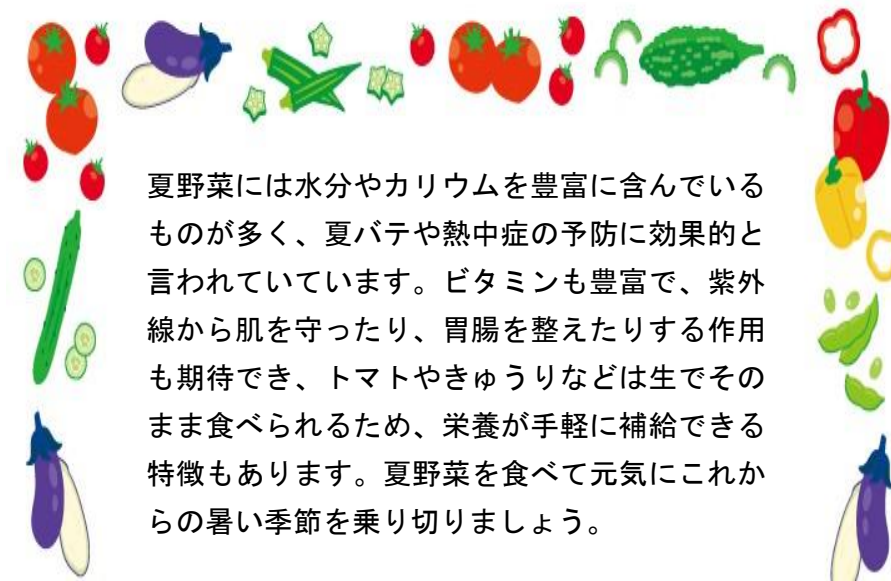 夏野菜には水分やカリウムを豊富に含んでいる
ものが多く、夏バテや熱中症の予防に効果的と
言われていています。ビタミンも豊富で、紫外
線から肌を守ったり、胃腸を整えたりする作用
も期待でき、トマトやきゅうりなどは生でその
まま食べられるため、栄養が手軽に補給できる
特徴もあります。夏野菜を食べて元気にこれか
らの暑い季節を乗り切りましょう。